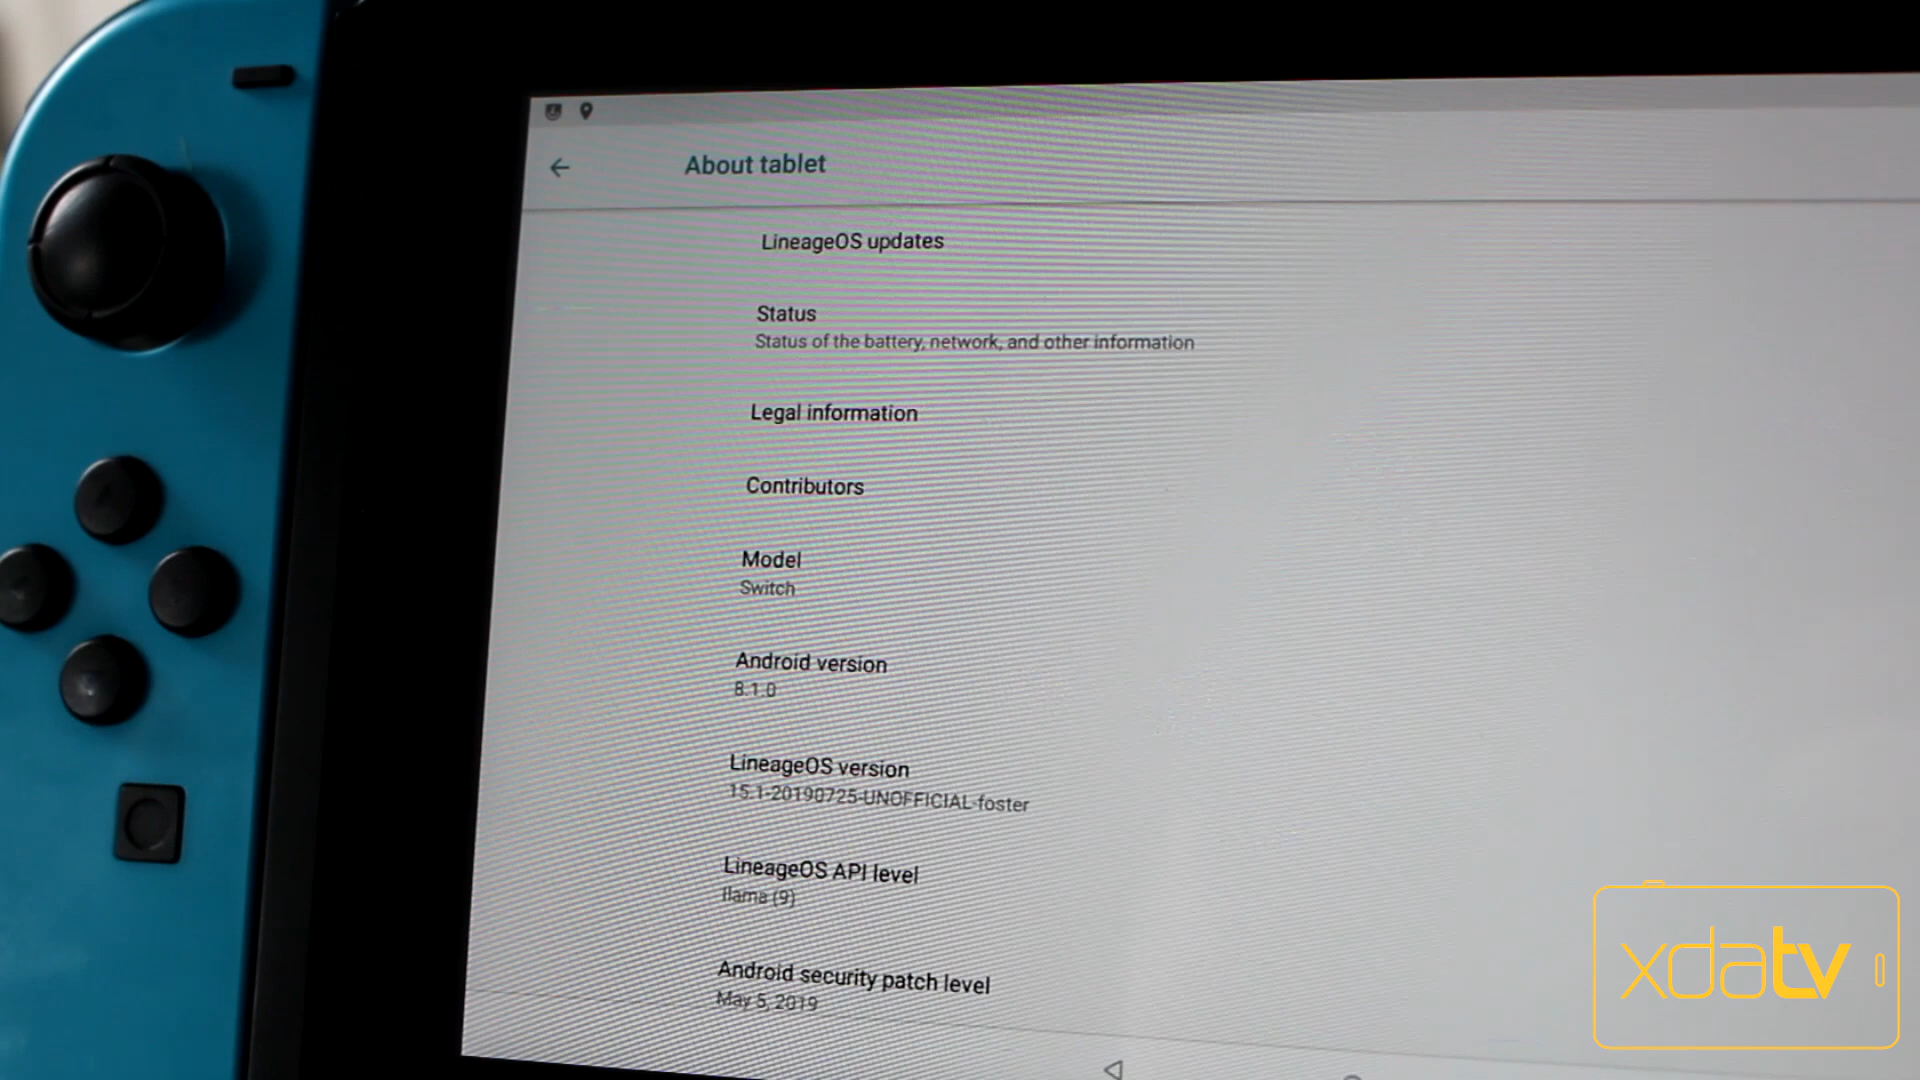 About tablet
LineageOS updates
Status
Status of the battery, network, and other information
Legal information
Contributors
Model
Switch
Android version
8.1.0
LineageOS version
15.1-20190725-UNOFFICIAL-foster
LineageOS API level
llama (9)
Android security patch level
May 5, 2019
xdatv